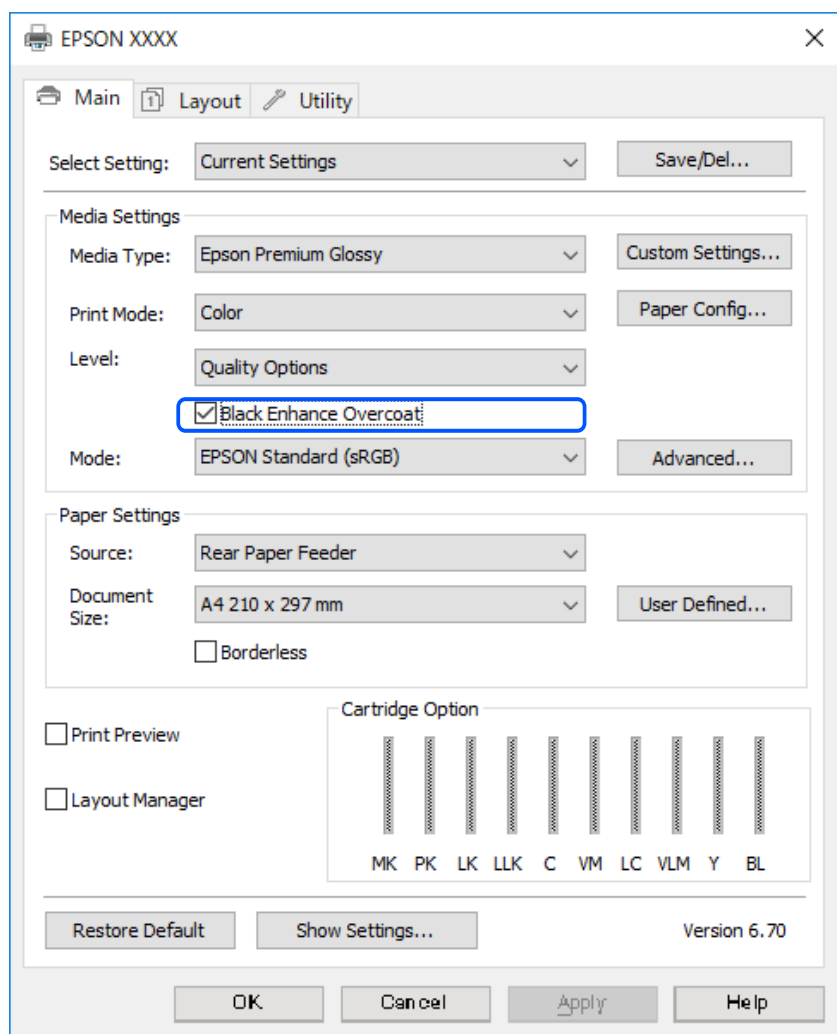 EPSON XXXX
Main Layout Utility
Select Setting: Current Settings Save/Del...
Media Settings
Media Type: Epson Premium Glossy Custom Settings...
Print Mode: Color Paper Config...
Level: Quality Options
Black Enhance Overcoat
Mode: EPSON Standard (sRGB) Advanced...
Paper Settings
Source: Rear Paper Feeder
Document
Size: A4 210 x 297 mm User Defined...
Borderless
Cartridge Option
Print Preview
Layout Manager
MK PK LK LLK C VM LC VLM Y BL
Restore Default Show Settings... Version 6.70
OK Cancel Apply Help